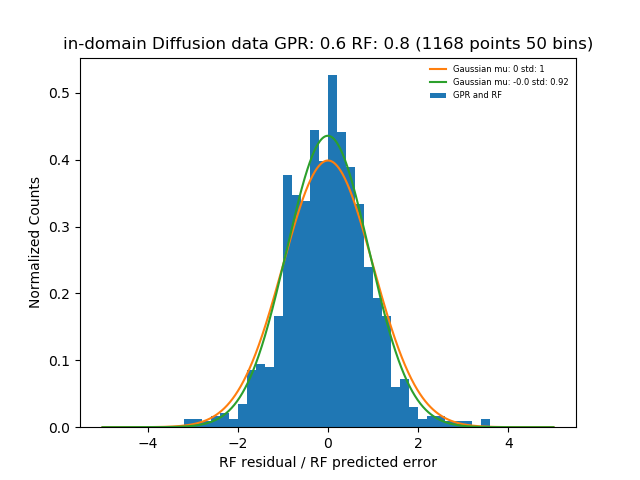 in-domain Diffusion data GPR: 0.6 RF: 0.8 (1168 points 50 bins)
Gaussian mu: 0 std: 1
Gaussian mu: -0.0 std: 0.92
GPR and RF
Normalized Counts
0.5
0.4
0.3
0.2
0.1
0.0
−4 −2 0 2 4
RF residual / RF predicted error